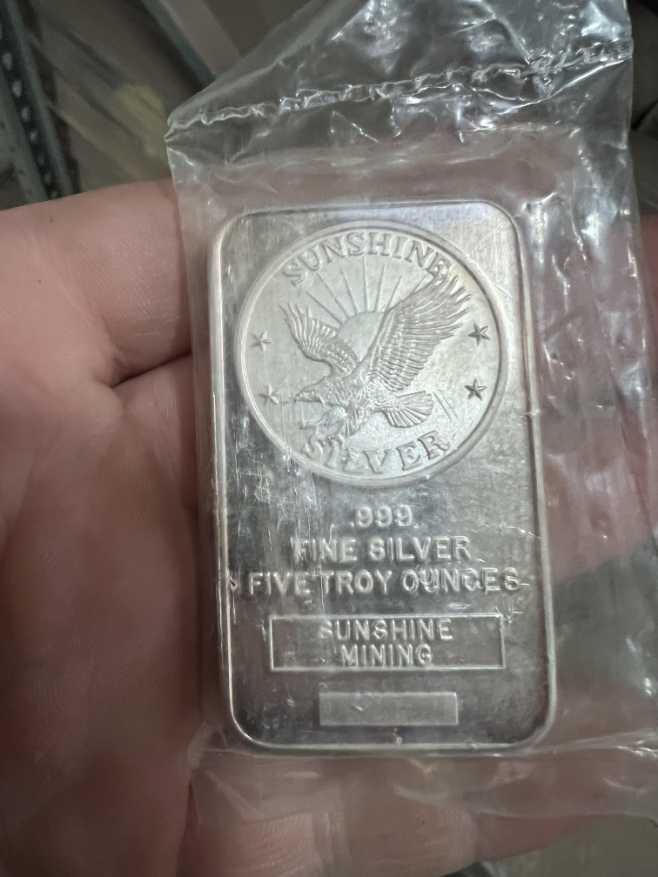 SUNSHINE
SILVER
.999
FINE SILVER
FIVE TROY OUNCES
SUNSHINE
MINING